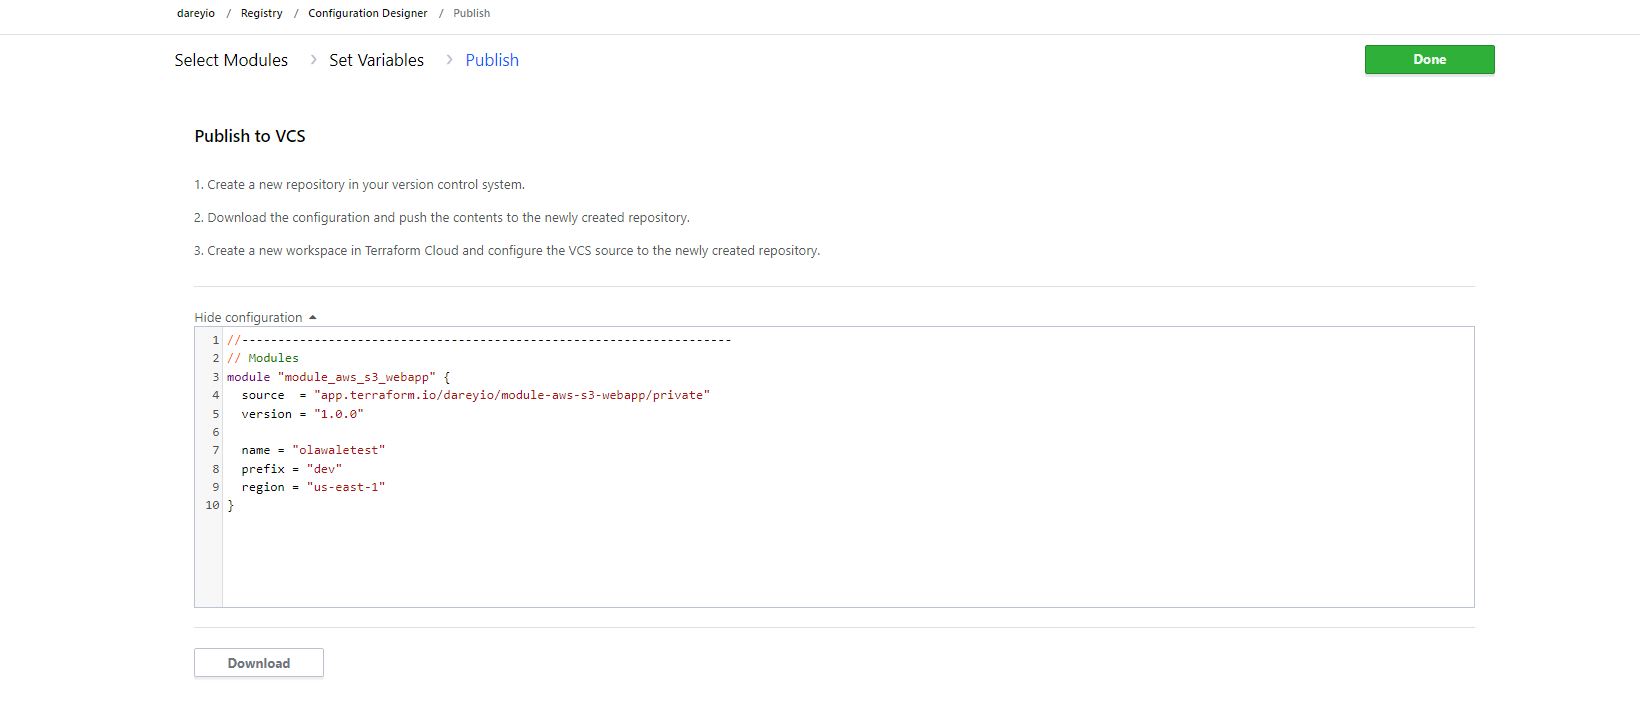 dareyio / Registry / Configuration Designer / Publish
Select Modules > Set Variables > Publish
Done
Publish to VCS
1. Create a new repository in your version control system.
2. Download the configuration and push the contents to the newly created repository.
3. Create a new workspace in Terraform Cloud and configure the VCS source to the newly created repository.
Hide configuration
1 //--------------------------------------------------------------------
2 // Modules
3 module "module_aws_s3_webapp" {
4   source  = "app.terraform.io/dareyio/module-aws-s3-webapp/private"
5   version = "1.0.0"
6
7   name = "olawaletest"
8   prefix = "dev"
9   region = "us-east-1"
10 }
Download